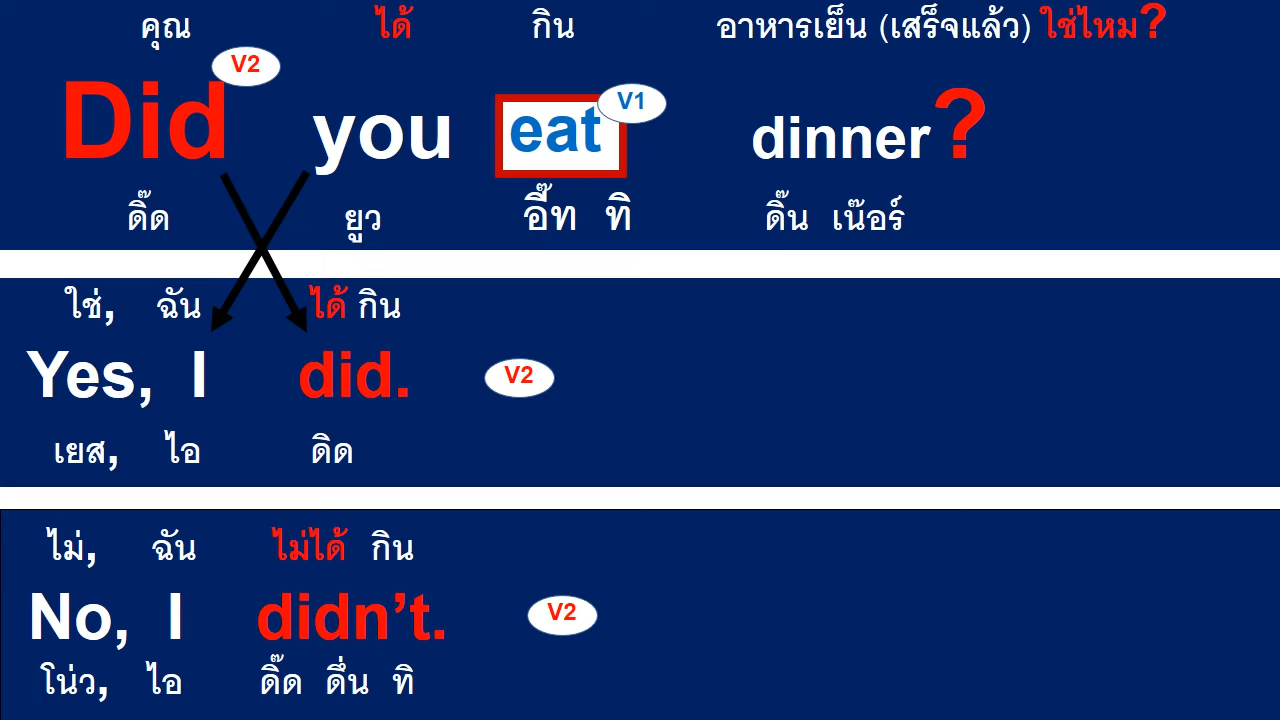 คุณ ได้ กิน อาหารเย็น (เสร็จแล้ว) ใช่ไหม?
Did V2 you eat V1 dinner?
ดิ๊ด ยูว อี๊ท ทิ ดิ๊น เน๊อร์
ใช่, ฉัน ได้ กิน
Yes, I did. V2
เยส, ไอ ดิด
ไม่, ฉัน ไม่ได้ กิน
No, I didn’t. V2
โน่ว, ไอ ดิ๊ด ดึ่น ทิ